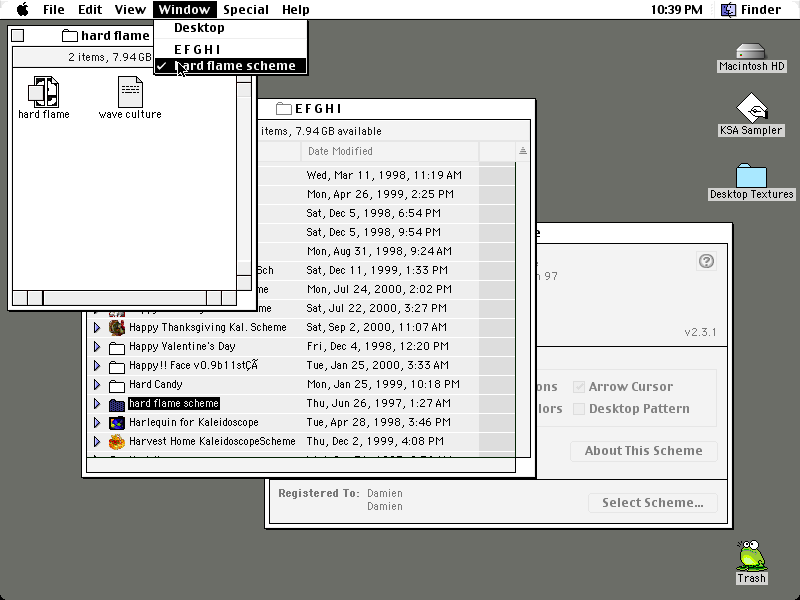 File Edit View Window Special Help 10:39 PM Finder
Desktop
E F G H I
✓ hard flame scheme
hard flame
2 items, 7.94GB
hard flame
wave culture
Macintosh HD
KSA Sampler
Desktop Textures
Trash
E F G H I
items, 7.94GB available
Date Modified
Wed, Mar 11, 1998, 11:19 AM
Mon, Apr 26, 1999, 2:25 PM
Sat, Dec 5, 1998, 6:54 PM
Sat, Dec 5, 1998, 9:54 PM
Mon, Aug 31, 1998, 9:24 AM
Sch Sat, Dec 11, 1999, 1:33 PM
me Mon, Jul 24, 2000, 2:02 PM
me Sat, Jul 22, 2000, 3:27 PM
Happy Thanksgiving Kal. Scheme Sat, Sep 2, 2000, 11:07 AM
Happy Valentine's Day Fri, Dec 4, 1998, 12:20 PM
Happy!! Face v0.9b11stÇÃ Tue, Jan 25, 2000, 3:33 AM
Hard Candy Mon, Jan 25, 1999, 10:18 PM
hard flame scheme Thu, Jun 26, 1997, 1:27 AM
Harlequin for Kaleidoscope Tue, Apr 28, 1998, 3:46 PM
Harvest Home KaleidoscopeScheme Thu, Dec 2, 1999, 4:08 PM
e
n 97
?
v2.3.1
ons Arrow Cursor
lors Desktop Pattern
About This Scheme
Registered To: Damien
Damien
Select Scheme...